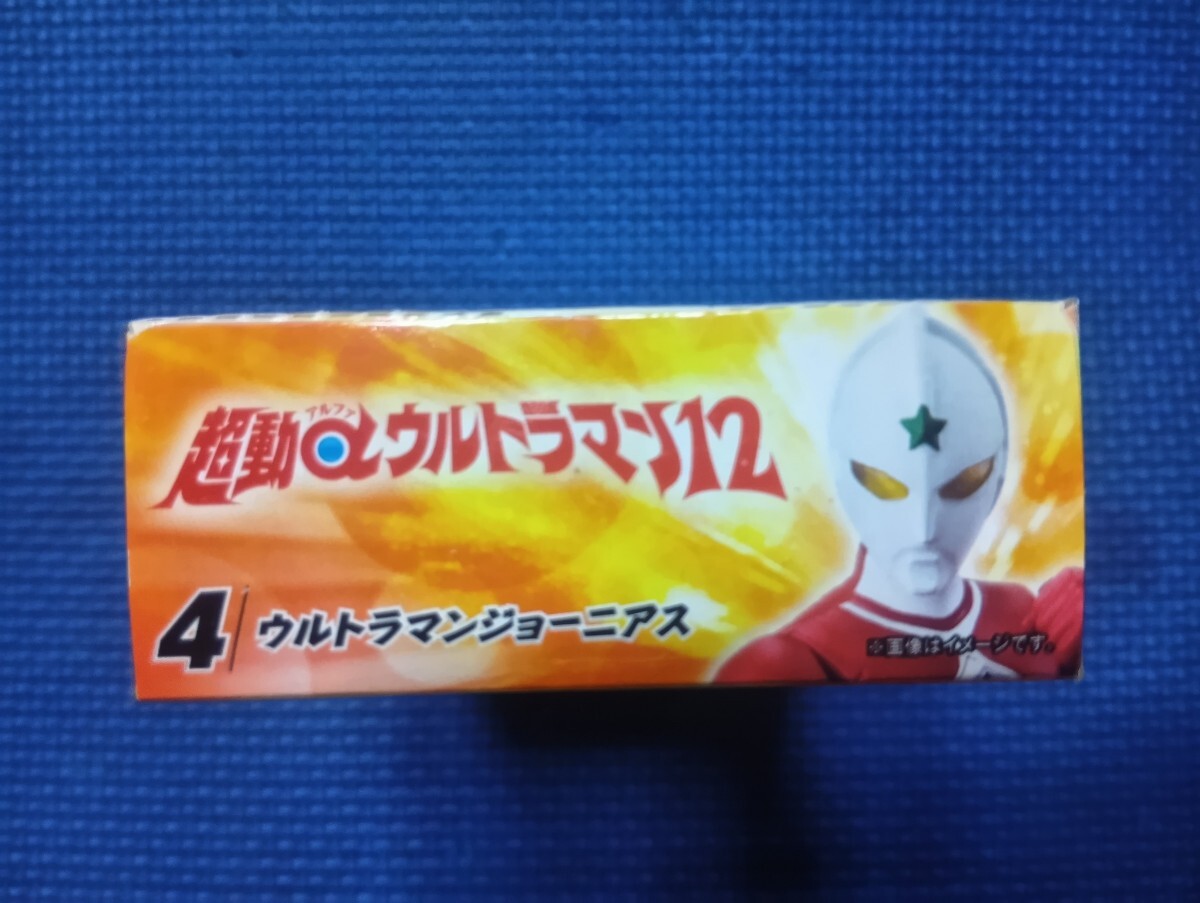 アルファ
超動αウルトラマン12
4/ウルトラマンジョーニアス
※画像はイメージです。